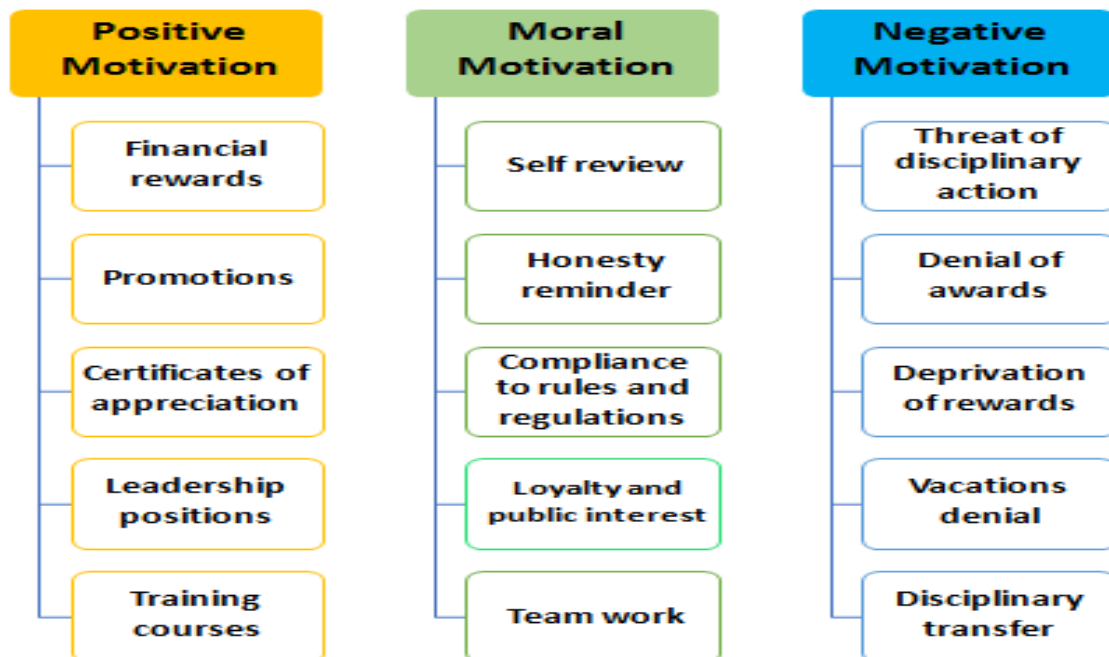 Positive
Motivation
Financial
rewards
Promotions
Certificates of
appreciation
Leadership
positions
Training
courses
Moral
Motivation
Self review
Honesty
reminder
Compliance
to rules and
regulations
Loyalty and
public interest
Team work
Negative
Motivation
Threat of
disciplinary
action
Denial of
awards
Deprivation
of rewards
Vacations
denial
Disciplinary
transfer